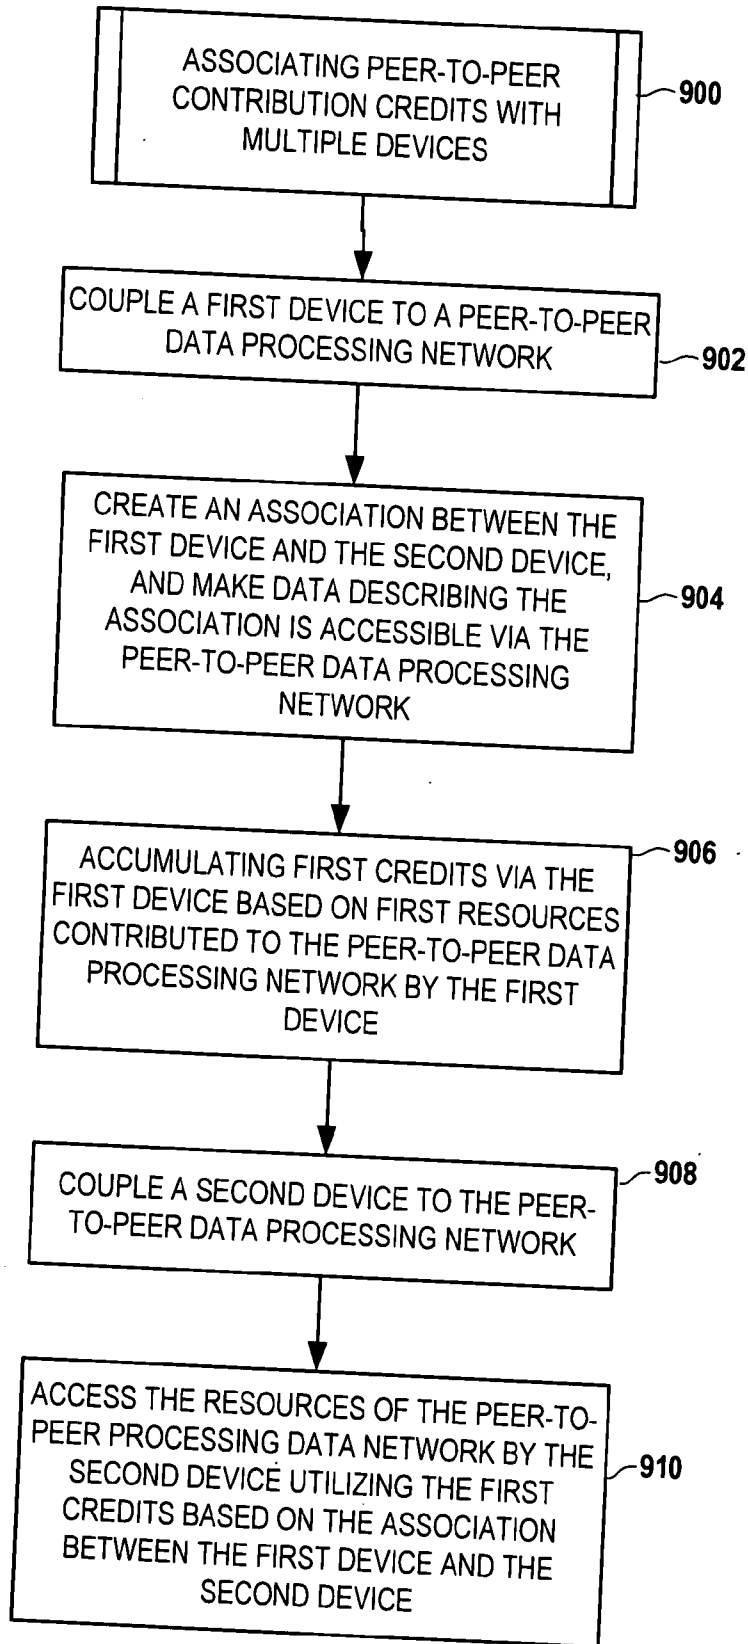 ASSOCIATING PEER-TO-PEER
CONTRIBUTION CREDITS WITH
MULTIPLE DEVICES
900
COUPLE A FIRST DEVICE TO A PEER-TO-PEER
DATA PROCESSING NETWORK
902
CREATE AN ASSOCIATION BETWEEN THE
FIRST DEVICE AND THE SECOND DEVICE,
AND MAKE DATA DESCRIBING THE
ASSOCIATION IS ACCESSIBLE VIA THE
PEER-TO-PEER DATA PROCESSING
NETWORK
904
ACCUMULATING FIRST CREDITS VIA THE
FIRST DEVICE BASED ON FIRST RESOURCES
CONTRIBUTED TO THE PEER-TO-PEER DATA
PROCESSING NETWORK BY THE FIRST
DEVICE
906
COUPLE A SECOND DEVICE TO THE PEER-
TO-PEER DATA PROCESSING NETWORK
908
ACCESS THE RESOURCES OF THE PEER-TO-
PEER PROCESSING DATA NETWORK BY THE
SECOND DEVICE UTILIZING THE FIRST
CREDITS BASED ON THE ASSOCIATION
BETWEEN THE FIRST DEVICE AND THE
SECOND DEVICE
910